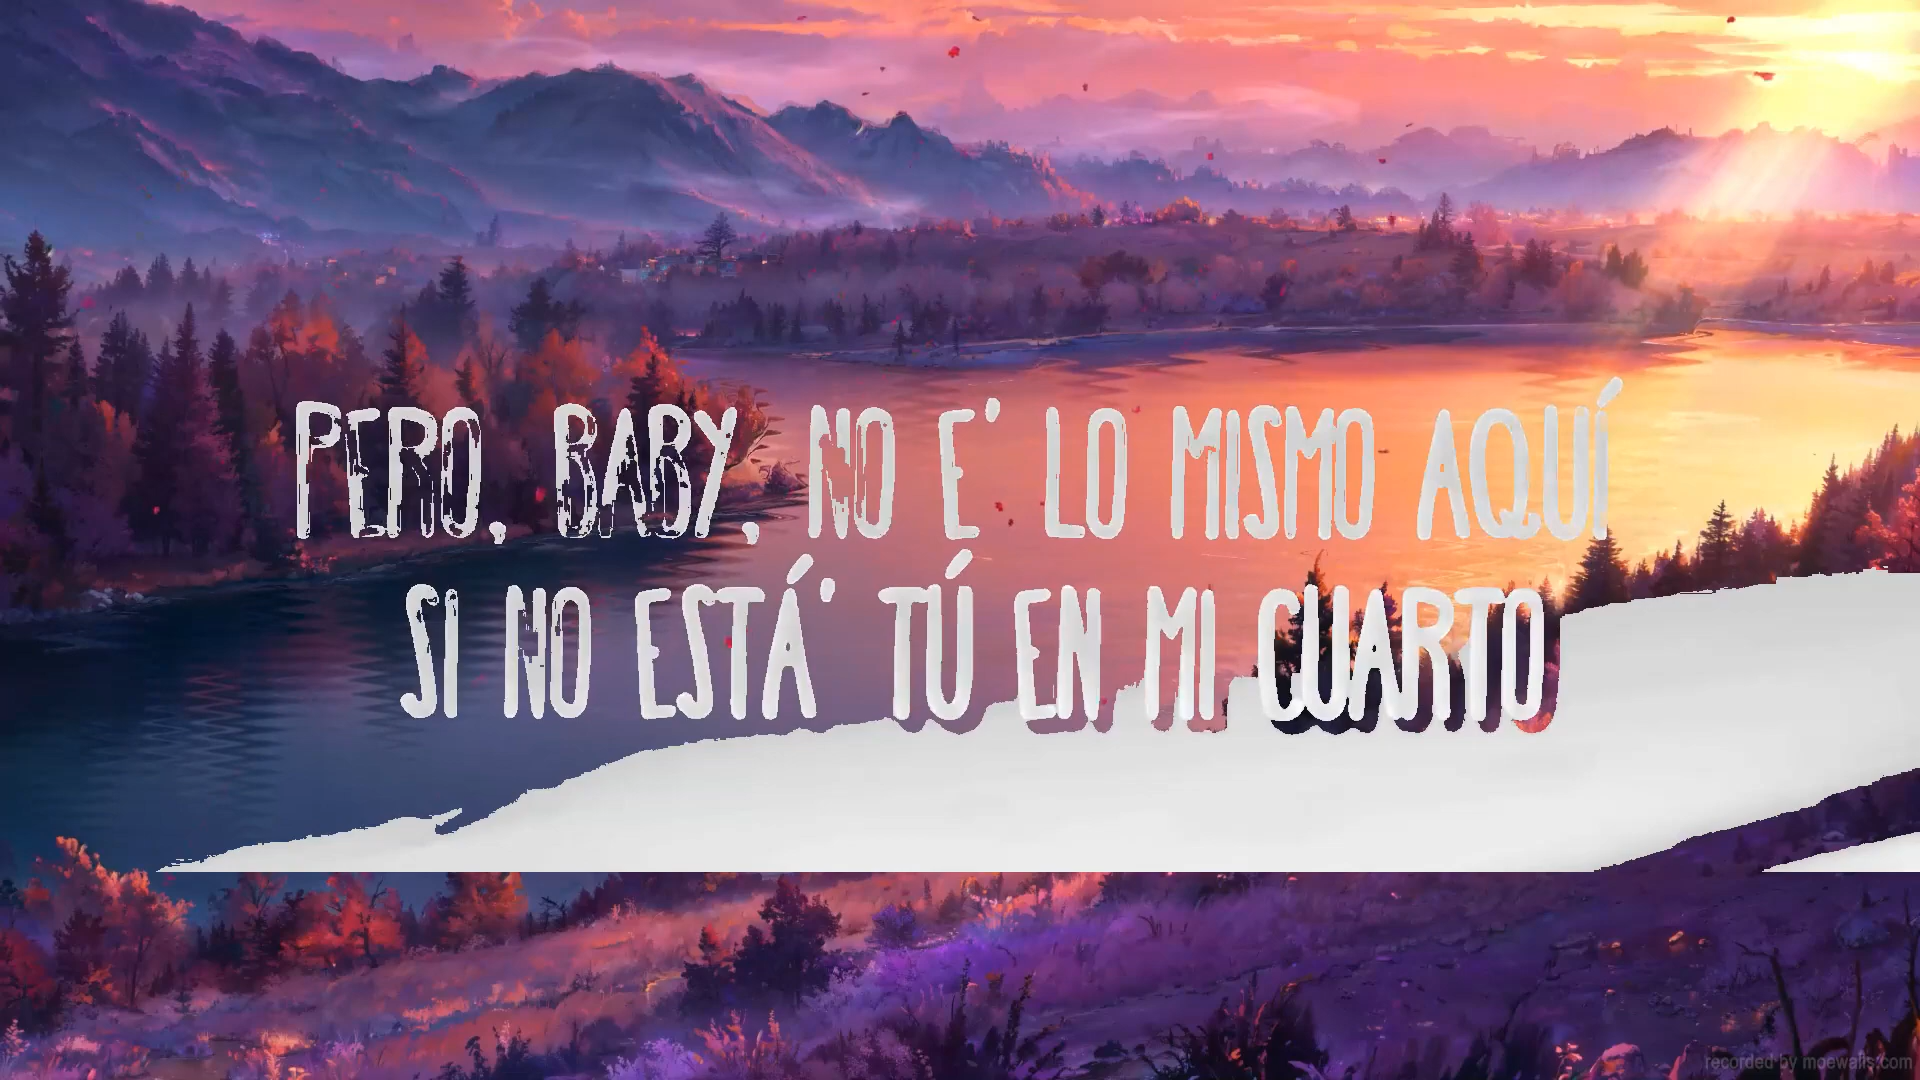 PERO, BABY, NO E' LO MISMO AQUÍ
SI NO ESTÁ' TÚ EN MI CUARTO
recorded by moewalls.com